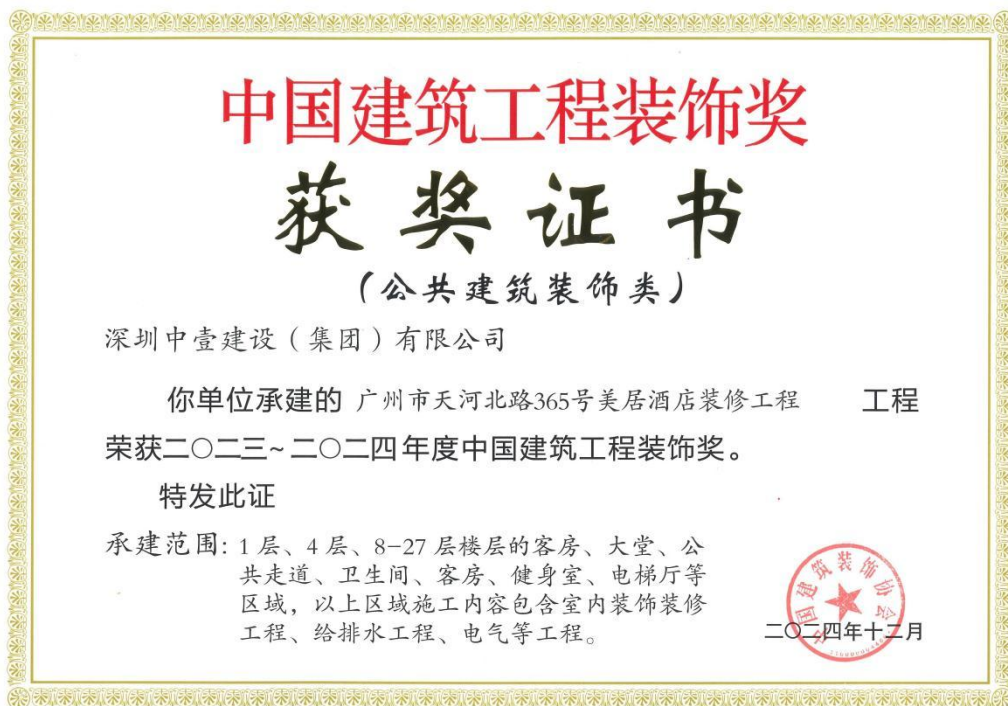 中国建筑工程装饰奖
获奖证书
(公共建筑装饰类)
深圳中壹建设(集团)有限公司
你单位承建的 广州市天河北路365号美居酒店装修工程 工程
荣获二〇二三~二〇二四年度中国建筑工程装饰奖。
特发此证
承建范围: 1层、4层、8-27层楼层的客房、大堂、公
共走道、卫生间、客房、健身室、电梯厅等
区域，以上区域施工内容包含室内装饰装修
工程、给排水工程、电气等工程。
中国建筑装饰协会
二〇二四年十二月